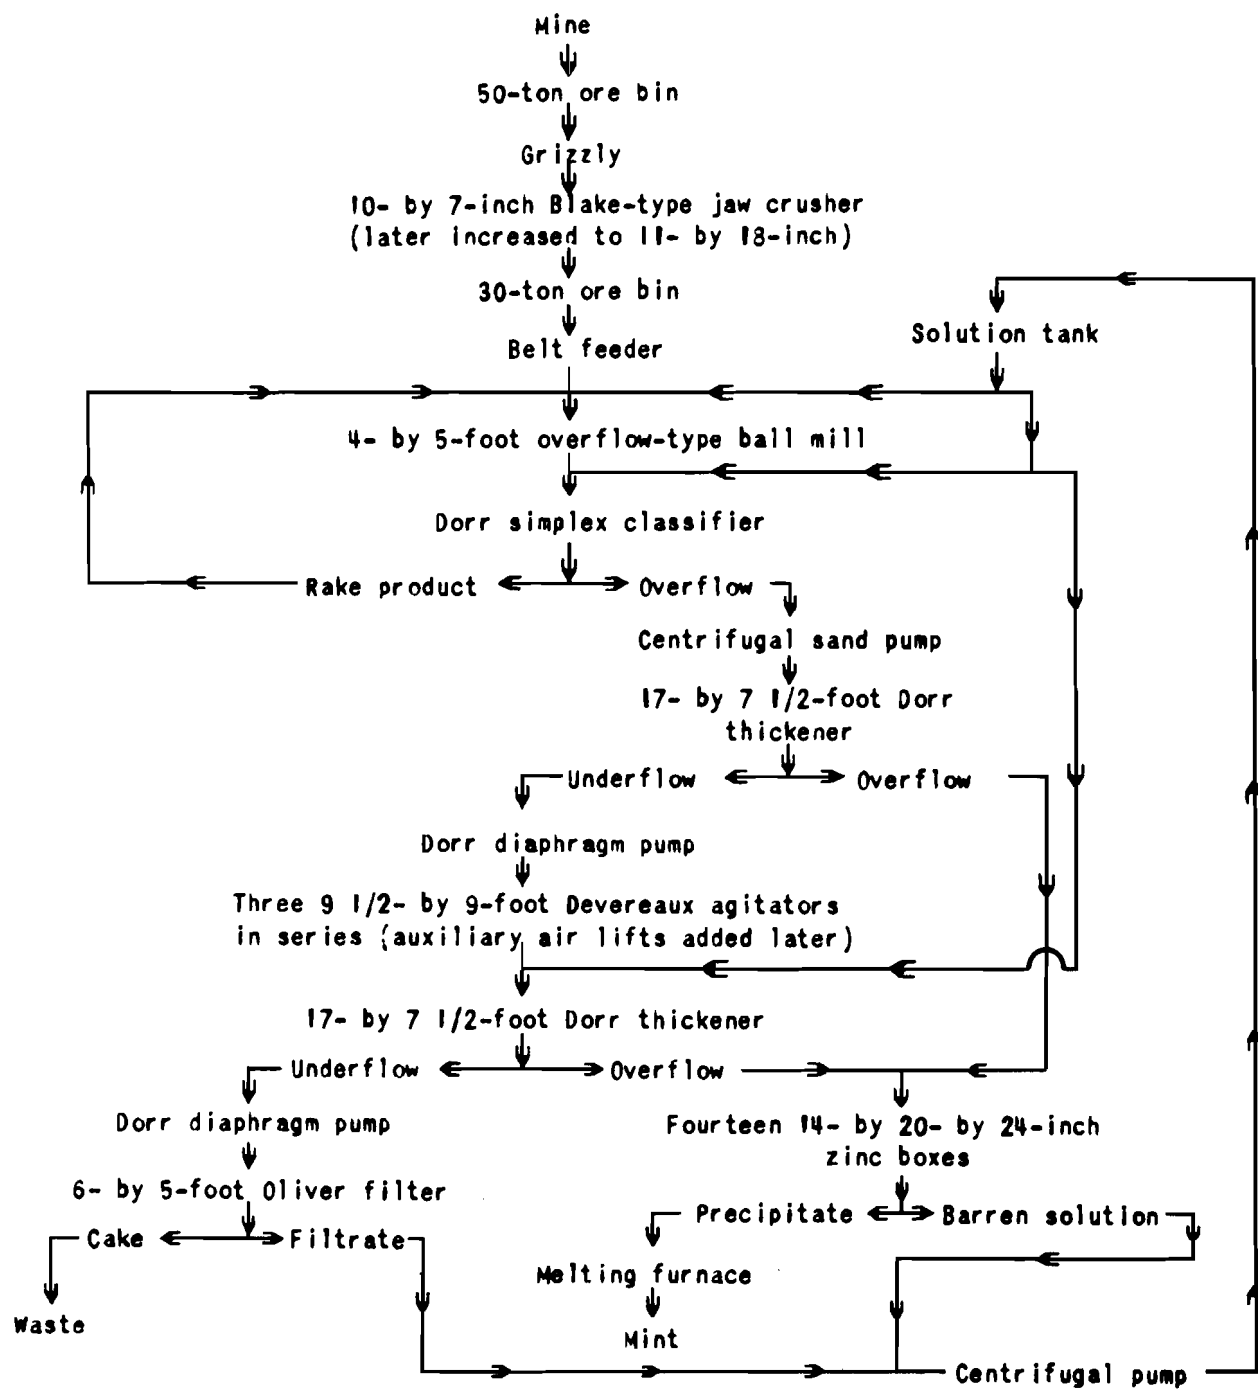 Mine
50-ton ore bin
Grizzly
10- by 7-inch Blake-type jaw crusher
(later increased to 11- by 18-inch)
30-ton ore bin
Solution tank
Belt feeder
4- by 5-foot overflow-type ball mill
Dorr simplex classifier
Rake product
Overflow
Centrifugal sand pump
17- by 7 1/2-foot Dorr
thickener
Underflow
Overflow
Dorr diaphragm pump
Three 9 1/2- by 9-foot Devereaux agitators
in series (auxiliary air lifts added later)
17- by 7 1/2-foot Dorr thickener
Underflow
Overflow
Dorr diaphragm pump
Fourteen 14- by 20- by 24-inch
zinc boxes
6- by 5-foot Oliver filter
Precipitate
Barren solution
Cake
Filtrate
Melting furnace
Waste
Mint
Centrifugal pump